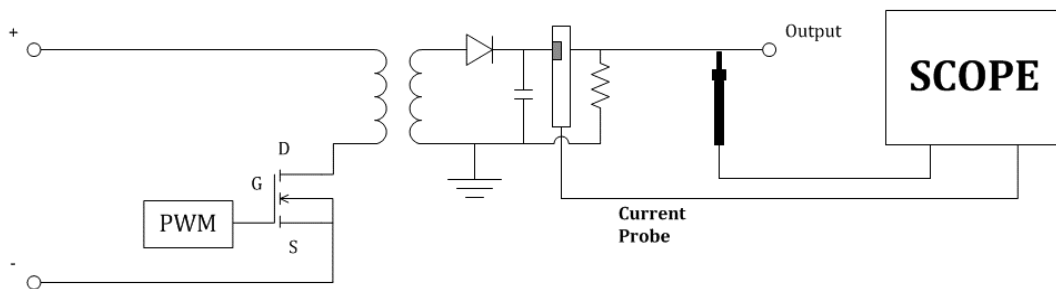 +
Output
SCOPE
D
G
PWM
S
Current
Probe
-